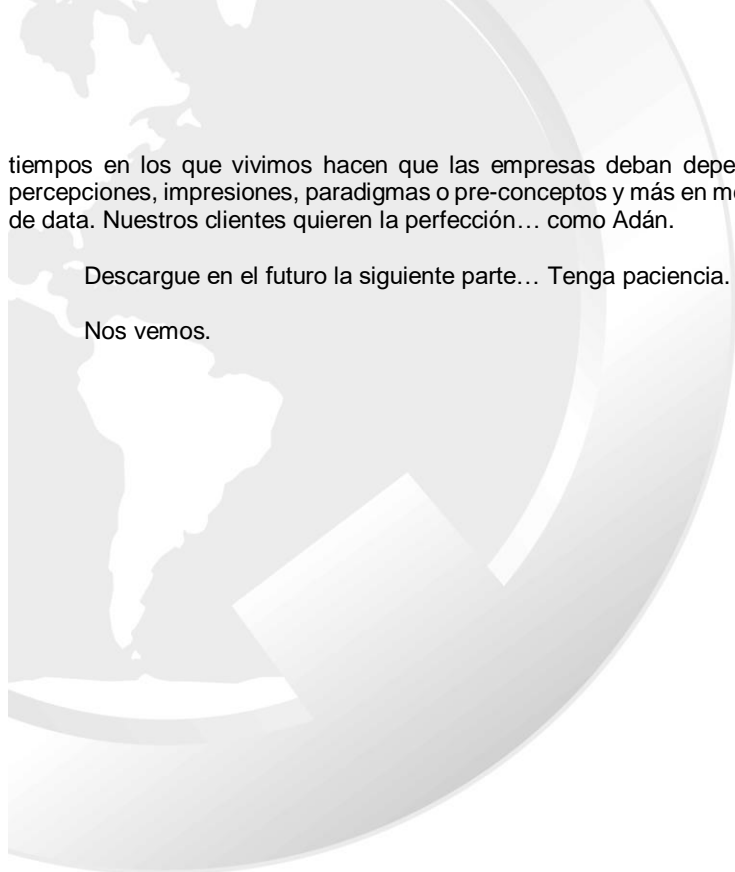 tiempos en los que vivimos hacen que las empresas deban
percepciones, impresiones, paradigmas o pre-conceptos y más en
de data. Nuestros clientes quieren la perfección… como Adán.
Descargue en el futuro la siguiente parte… Tenga paciencia.
Nos vemos.